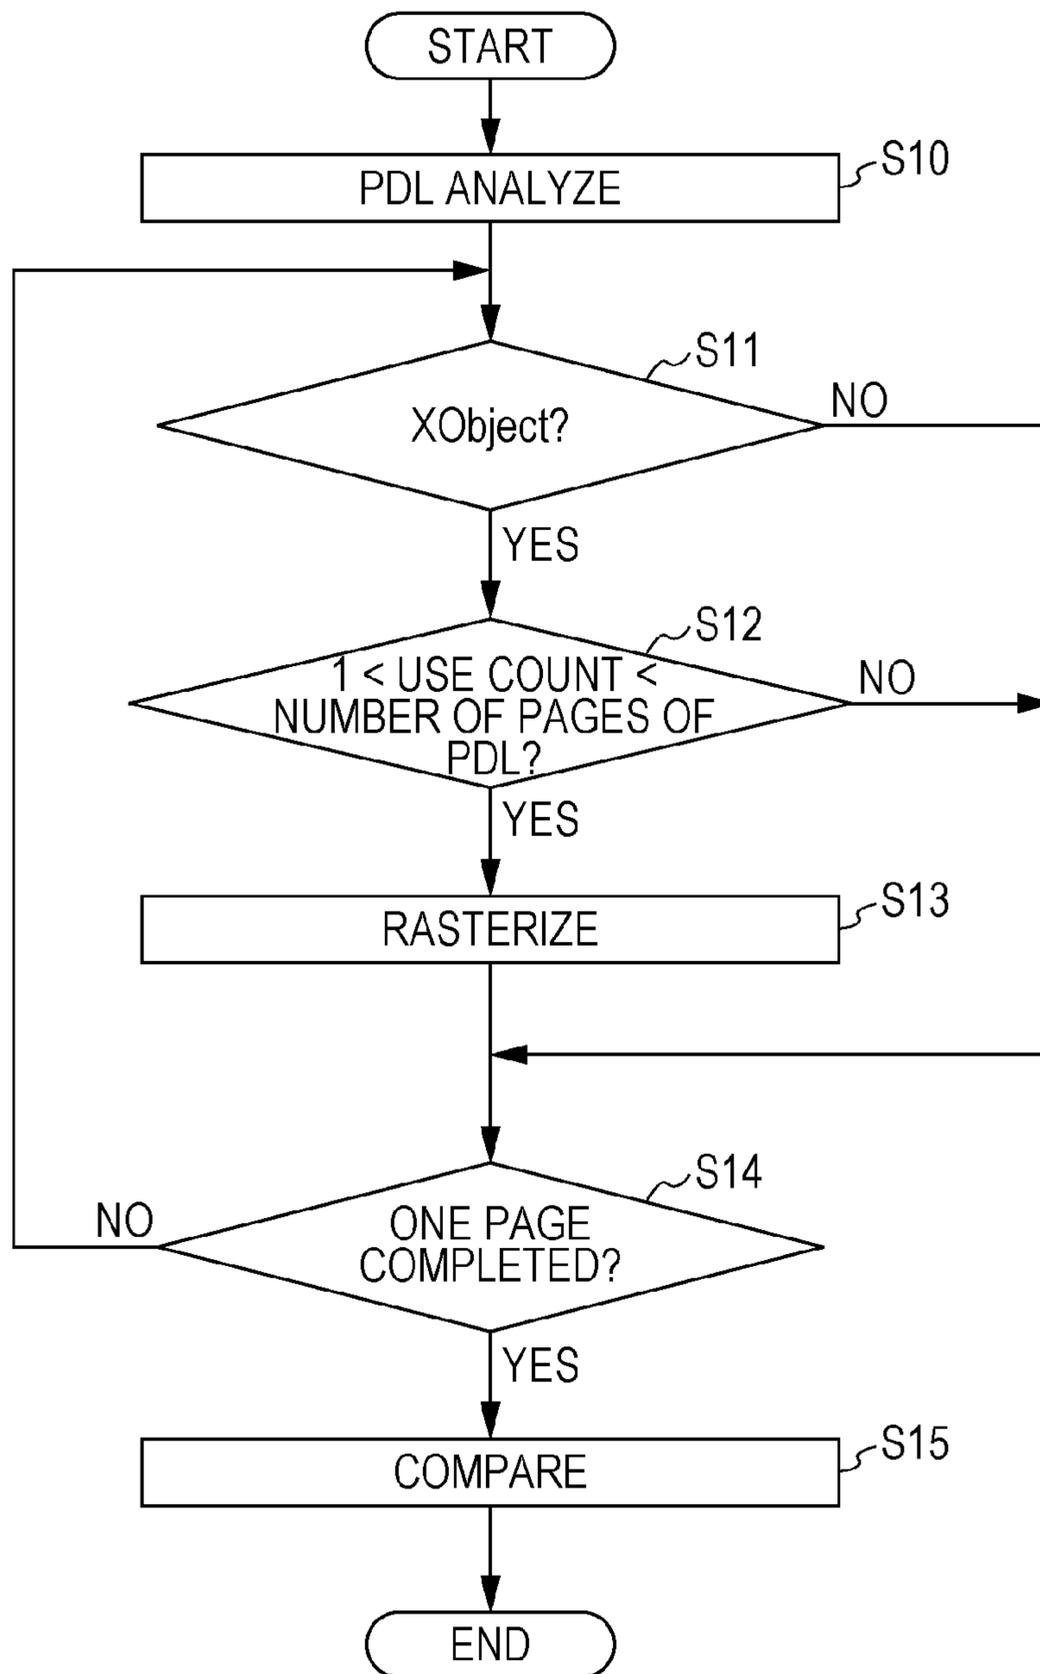 START
PDL ANALYZE
S10
XObject?
S11
NO
YES
1 < USE COUNT <
NUMBER OF PAGES OF
PDL?
S12
NO
YES
RASTERIZE
S13
ONE PAGE
COMPLETED?
S14
NO
YES
COMPARE
S15
END